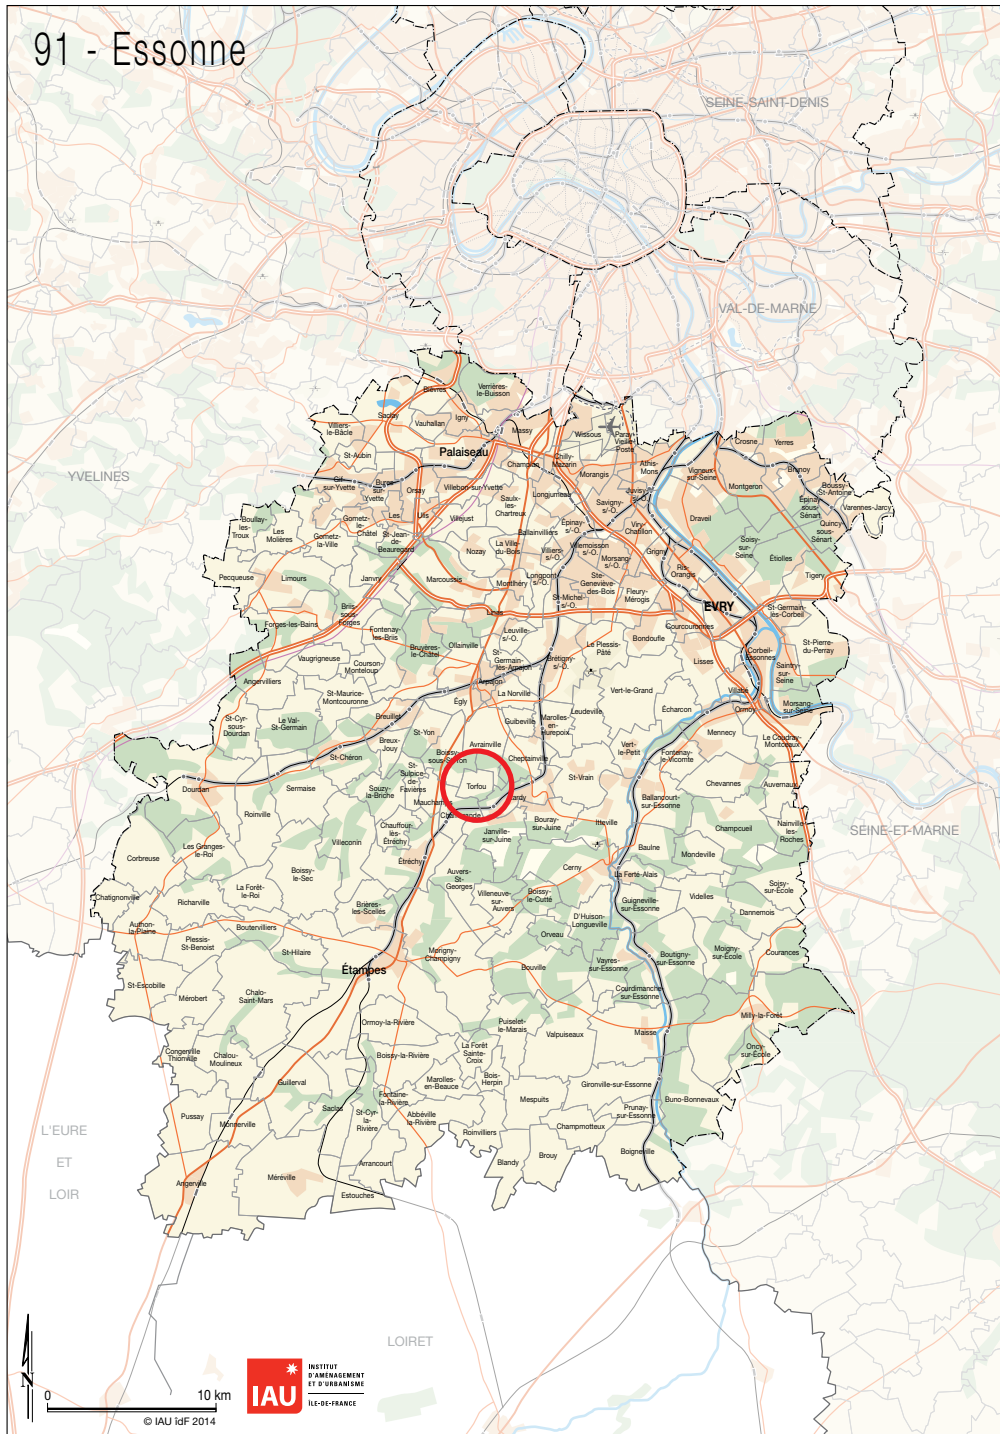 91 - Essonne
SEINE-SAINT-DENIS
VAL-DE-MARNE
YVELINES
SEINE-ET-MARNE
L'EURE
ET
LOIR
LOIRET
Verrières-
le-Buisson
Bièvres
Saclay
Igny
Vauhallan
Villiers-
le-Bâcle
Massy
Wissous
Paray-
Vieille-
Poste
Crosne
Yerres
St-Aubin
Palaiseau
Champlan
Chilly-
Mazarin
Morangis
Athis-
Mons
Vigneux-
sur-Seine
Brunoy
Gif-
sur-Yvette
Bures-
sur-
Yvette
Orsay
Villebon-sur-Yvette
Saulx-
les-
Chartreux
Longjumeau
Savigny-
s/-O.
Juvisy-
s/-O.
Montgeron
Boussy-
St-Antoine
Épinay-
sous-
Sénart
Varennes-Jarcy
Quincy-
sous-
Sénart
Boullay-
les-
Troux
Les
Molières
Gometz-
le-
Châtel
Gometz-
la-Ville
Les
Ulis
St-Jean-
de-
Beauregard
Villejust
Nozay
La Ville-
du-Bois
Ballainvilliers
Épinay-
s/-O.
Villiers-
s/-O.
Villemoisson-
s/-O.
Morsang-
s/-O.
Viry-
Chatillon
Grigny
Draveil
Soisy-
sur-
Seine
Étiolles
Ris-
Orangis
Tigery
Pecqueuse
Limours
Janvry
Marcoussis
Montlhéry
Longpont-
s/-O.
Ste-
Geneviève-
des-Bois
Fleury-
Mérogis
St-Michel-
s/-O.
Linas
EVRY
St-Germain-
lès-Corbeil
Courcouronnes
Forges-les-Bains
Briis
sous-
Forges
Fontenay-
les-Briis
Bruyères-
le-Châtel
Ollainville
Leuville-
s/-O.
St-
Germain-
lès-Arpajon
Brétigny-
s/-O.
Le Plessis-
Pâté
Bondoufle
Lisses
Corbeil-
Essonnes
St-Pierre-
du-Perray
Saintry-
sur-
Seine
Vaugrigneuse
Courson-
Monteloup
Angervilliers
St-Maurice-
Montcouronne
Arpajon
Égly
La Norville
Vert-le-Grand
Villabé
Ormoy
Morsang-
sur-Seine
Écharcon
St-Cyr-
sous-
Dourdan
Le Val-
St-Germain
Breuillet
Breux-
Jouy
St-Yon
Guibeville
Marolles-
en-
Hurepoix
Leudeville
Mennecy
Le Coudray-
Montceaux
Avrainville
Boissy-
sous-St-Yon
Cheptainville
Vert-
le-Petit
Fontenay-
le-Vicomte
St-Chéron
St-
Sulpice-
de-
Favières
Torfou
St-Vrain
Chevannes
Auvernaux
Dourdan
Sermaise
Souzy-
la-Briche
Mauchamps
Lardy
Ballancourt-
sur-Essonne
Roinville
Chamarande
Bouray-
sur-Juine
Itteville
Nainville
les-
Roches
Champcueil
Chauffour-
lès-
Étréchy
Janville-
sur-Juine
Villeconin
Les Granges-
le-Roi
Corbreuse
Étréchy
Baulne
Mondeville
Cerny
La Ferté-Alais
Boissy-
le-Sec
Auvers-
St-
Georges
Villeneuve-
sur-
Auvers
Boissy-
le-Cutté
Soisy-
sur-École
Videlles
Chatignonville
La Forêt-
le-Roi
Richarville
Brières-
les-Scellés
Guigneville-
sur-Essonne
D'Huison-
Longueville
Dannemois
Authon-
la-Plaine
Boutervilliers
Orveau
Plessis-
St-Benoist
St-Hilaire
Morigny-
Champigny
Boutigny-
sur-Essonne
Moigny-
sur-École
Courances
Étampes
Bouville
Vayres-
sur-Essonne
St-Escobille
Mérobert
Chalo-
Saint-Mars
Courdimanche-
sur-Essonne
Milly-la-Forêt
Ormoy-la-Rivière
Puiselet-
le-Marais
Valpuiseaux
Maisse
Congerville
Thionville
Chalou-
Moulineux
Boissy-la-Rivière
La Forêt
Sainte-
Croix
Oncy-
sur-École
Guillerval
Marolles-
en-Beauce
Bois-
Herpin
Gironville-sur-Essonne
Fontaine-
la-Rivière
Mespuits
Buno-Bonnevaux
Saclas
St-Cyr-
la-
Rivière
Abbéville
la-Rivière
Prunay-
sur-Essonne
Pussay
Monnerville
Champmotteux
Roinvilliers
Boigneville
Brouy
Blandy
Arrancourt
Méréville
Angerville
Estouches
N
0 10 km
© IAU îdF 2014
IAU
INSTITUT
D'AMÉNAGEMENT
ET D'URBANISME
ÎLE-DE-FRANCE